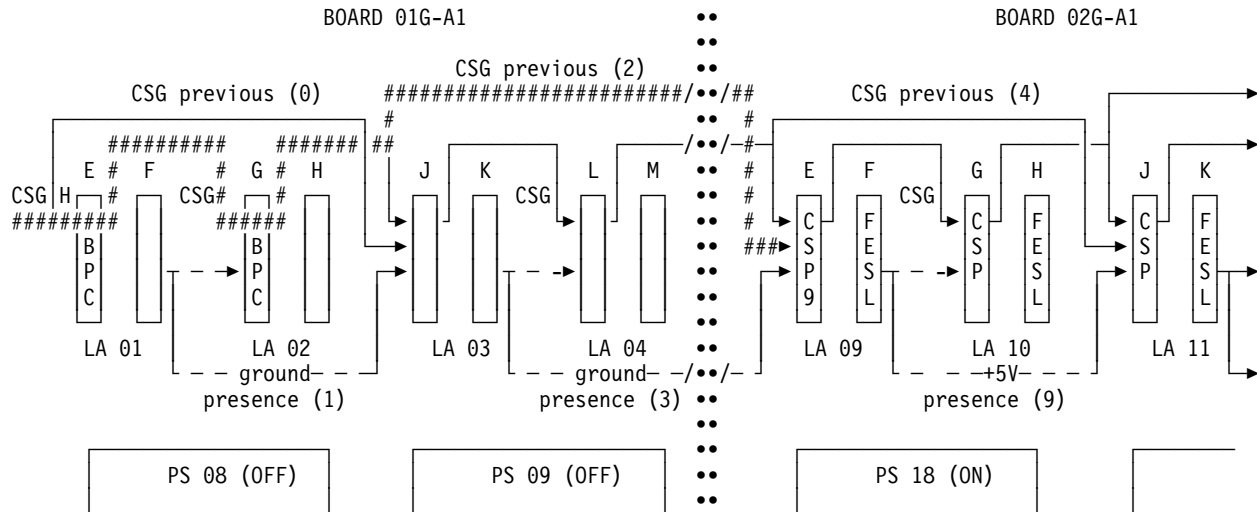 BOARD 01G-A1 BOARD 02G-A1
CSG previous (2)
CSG previous (0) ########################/ /## CSG previous (4)
# #
########## ####### ## / / #
E # F # G # H J K L M # E F G H J K
CSG H # CSG # # CSG # CSG
######### ###### # C F C F C F
B B ### S E S E S E
P P P S P S P S
C C 9 L L L
LA 01 LA 02 LA 03 LA 04 LA 09 LA 10 LA 11
ground ground / / +5V
presence (1) presence (3) presence (9)
PS 08 (OFF) PS 09 (OFF) PS 18 (ON)